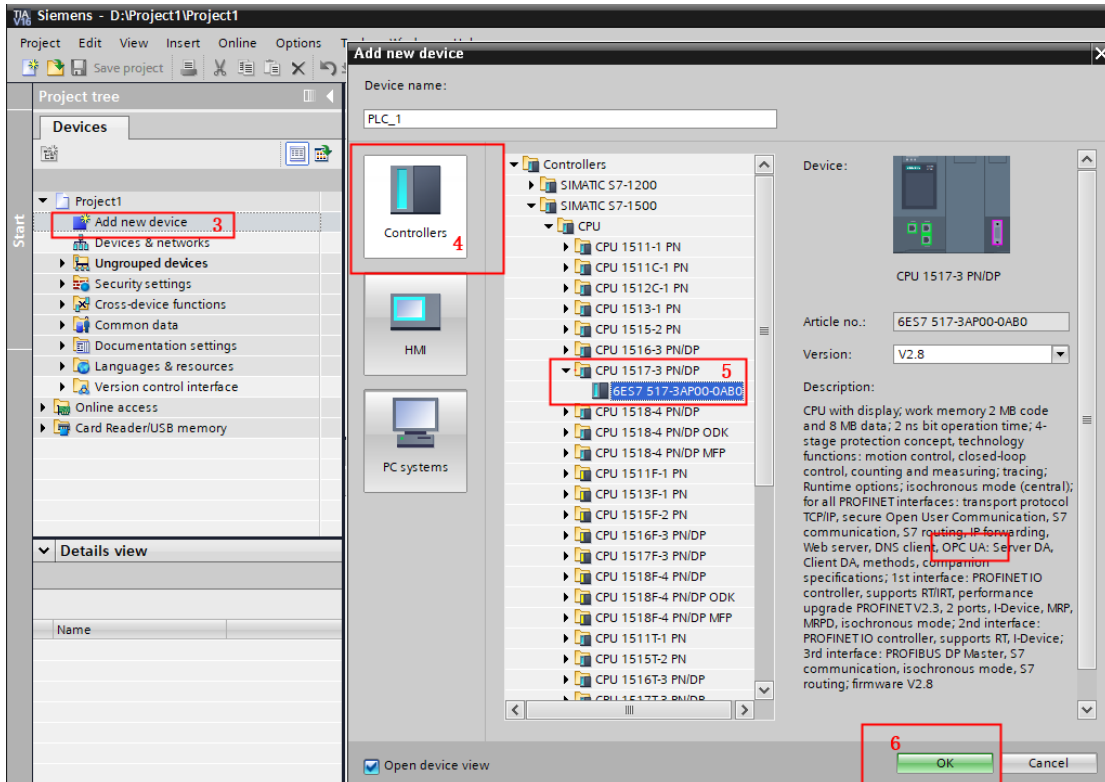 Siemens - D:\Project1\Project1
Project Edit View Insert Online Options
Save project
Project tree
Devices
Start
Project1
Add new device 3
Devices & networks
Ungrouped devices
Security settings
Cross-device functions
Common data
Documentation settings
Languages & resources
Version control interface
Online access
Card Reader/USB memory
Details view
Name
Add new device
Device name:
PLC_1
Controllers
4
HMI
PC systems
Controllers
SIMATIC S7-1200
SIMATIC S7-1500
CPU
CPU 1511-1 PN
CPU 1511C-1 PN
CPU 1512C-1 PN
CPU 1513-1 PN
CPU 1515-2 PN
CPU 1516-3 PN/DP
CPU 1517-3 PN/DP 5
6ES7 517-3AP00-0AB0
CPU 1518-4 PN/DP
CPU 1518-4 PN/DP ODK
CPU 1518-4 PN/DP MFP
CPU 1511F-1 PN
CPU 1513F-1 PN
CPU 1515F-2 PN
CPU 1516F-3 PN/DP
CPU 1517F-3 PN/DP
CPU 1518F-4 PN/DP
CPU 1518F-4 PN/DP ODK
CPU 1518F-4 PN/DP MFP
CPU 1511T-1 PN
CPU 1515T-2 PN
CPU 1516T-3 PN/DP
CPU 1517T-3 PN/DP
Device:
CPU 1517-3 PN/DP
Article no.: 6ES7 517-3AP00-0AB0
Version: V2.8
Description:
CPU with display; work memory 2 MB code
and 8 MB data; 2 ns bit operation time; 4-
stage protection concept, technology
functions: motion control, closed-loop
control, counting and measuring; tracing;
Runtime options; isochronous mode (central);
for all PROFINET interfaces: transport protocol
TCP/IP, secure Open User Communication, S7
communication, S7 routing, IP forwarding,
Web server, DNS client, OPC UA: Server DA,
Client DA, methods, companion
specifications; 1st interface: PROFINET IO
controller, supports RT/IRT, performance
upgrade PROFINET V2.3, 2 ports, I-Device, MRP,
MRPD, isochronous mode; 2nd interface:
PROFINET IO controller, supports RT, I-Device;
3rd interface: PROFIBUS DP Master, S7
communication, isochronous mode, S7
routing; firmware V2.8
6
Open device view
OK Cancel